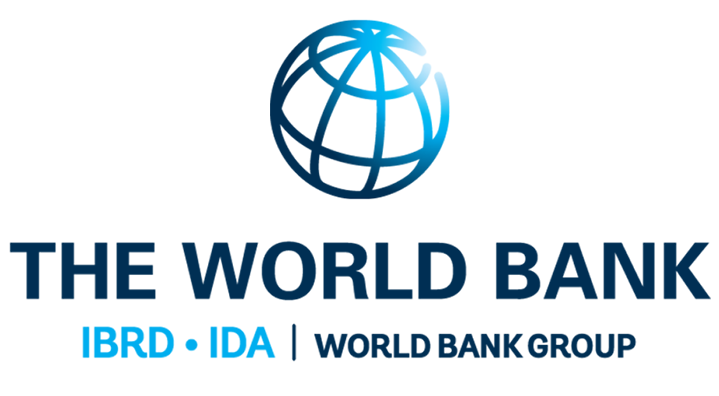 THE WORLD BANK
IBRD • IDA | WORLD BANK GROUP